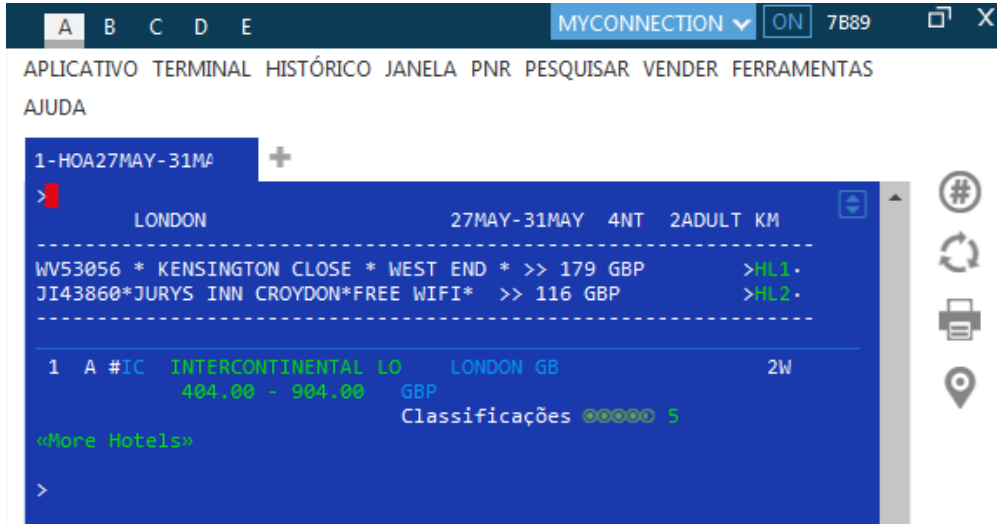 A B C D E MYCONNECTION ON 7B89 X
APLICATIVO TERMINAL HISTÓRICO JANELA PNR PESQUISAR VENDER FERRAMENTAS
AJUDA
1-HOA27MAY-31MA
>
LONDON 27MAY-31MAY 4NT 2ADULT KM
-----------------------------------------------------------------
WV53056 * KENSINGTON CLOSE * WEST END * >> 179 GBP >HL1·
JI43860*JURYS INN CROYDON*FREE WIFI* >> 116 GBP >HL2·
-----------------------------------------------------------------
1 A #IC INTERCONTINENTAL LO LONDON GB 2W
404.00 - 904.00 GBP
Classificações 5
«More Hotels»
>